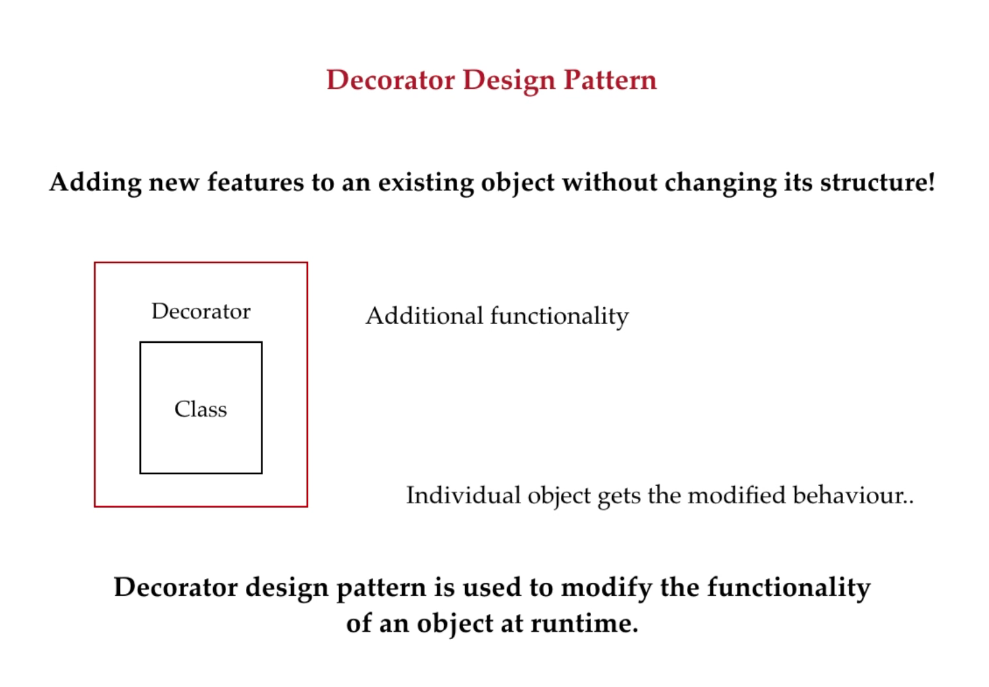 Decorator Design Pattern
Adding new features to an existing object without changing its structure!
Decorator
Additional functionality
Class
Individual object gets the modified behaviour..
Decorator design pattern is used to modify the functionality
of an object at runtime.